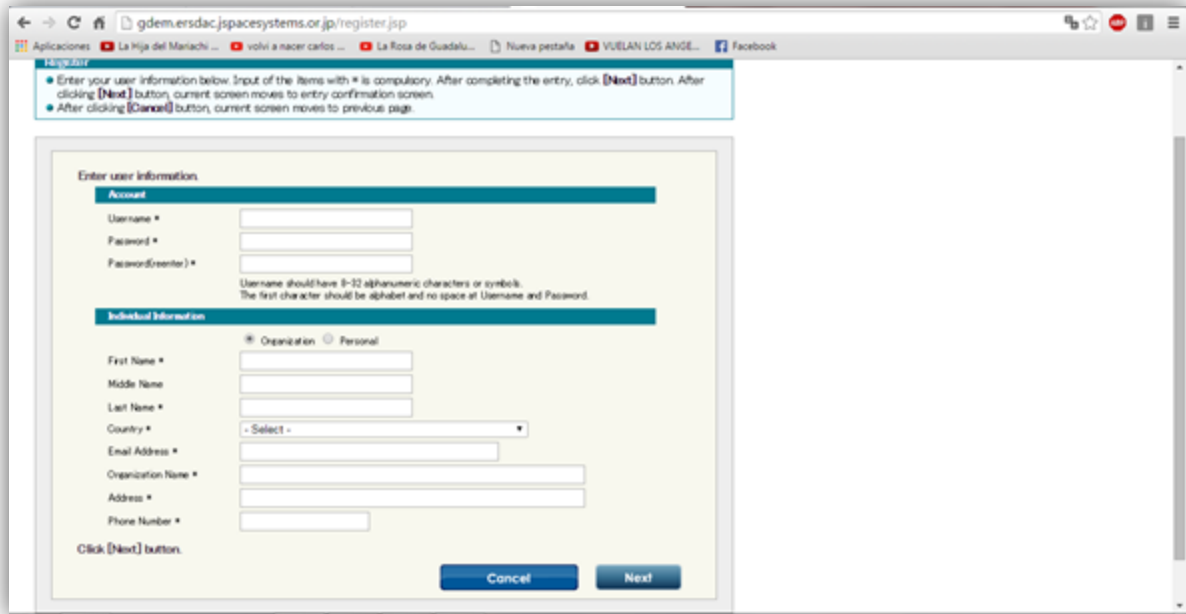 gdem.ersdac.jspacesystems.or.jp/register.jsp
Aplicaciones La Hija del Mariachi ... volvi a nacer carlos ... La Rosa de Guadalu... Nueva pestaña VUELAN LOS ANGE... Facebook
Register
Enter your user information below. Input of the items with * is compulsory. After completing the entry, click [Next] button. After
clicking [Next] button, current screen moves to entry confirmation screen.
After clicking [Cancel] button, current screen moves to previous page.
Enter user information.
Account
Username *
Password *
Password(reenter) *
Username should have 8-32 alphanumeric characters or symbols.
The first character should be alphabet and no space at Username and Password.
Individual Information
Organization Personal
First Name *
Middle Name
Last Name *
Country * - Select -
Email Address *
Organization Name *
Address *
Phone Number *
Click [Next] button.
Cancel Next